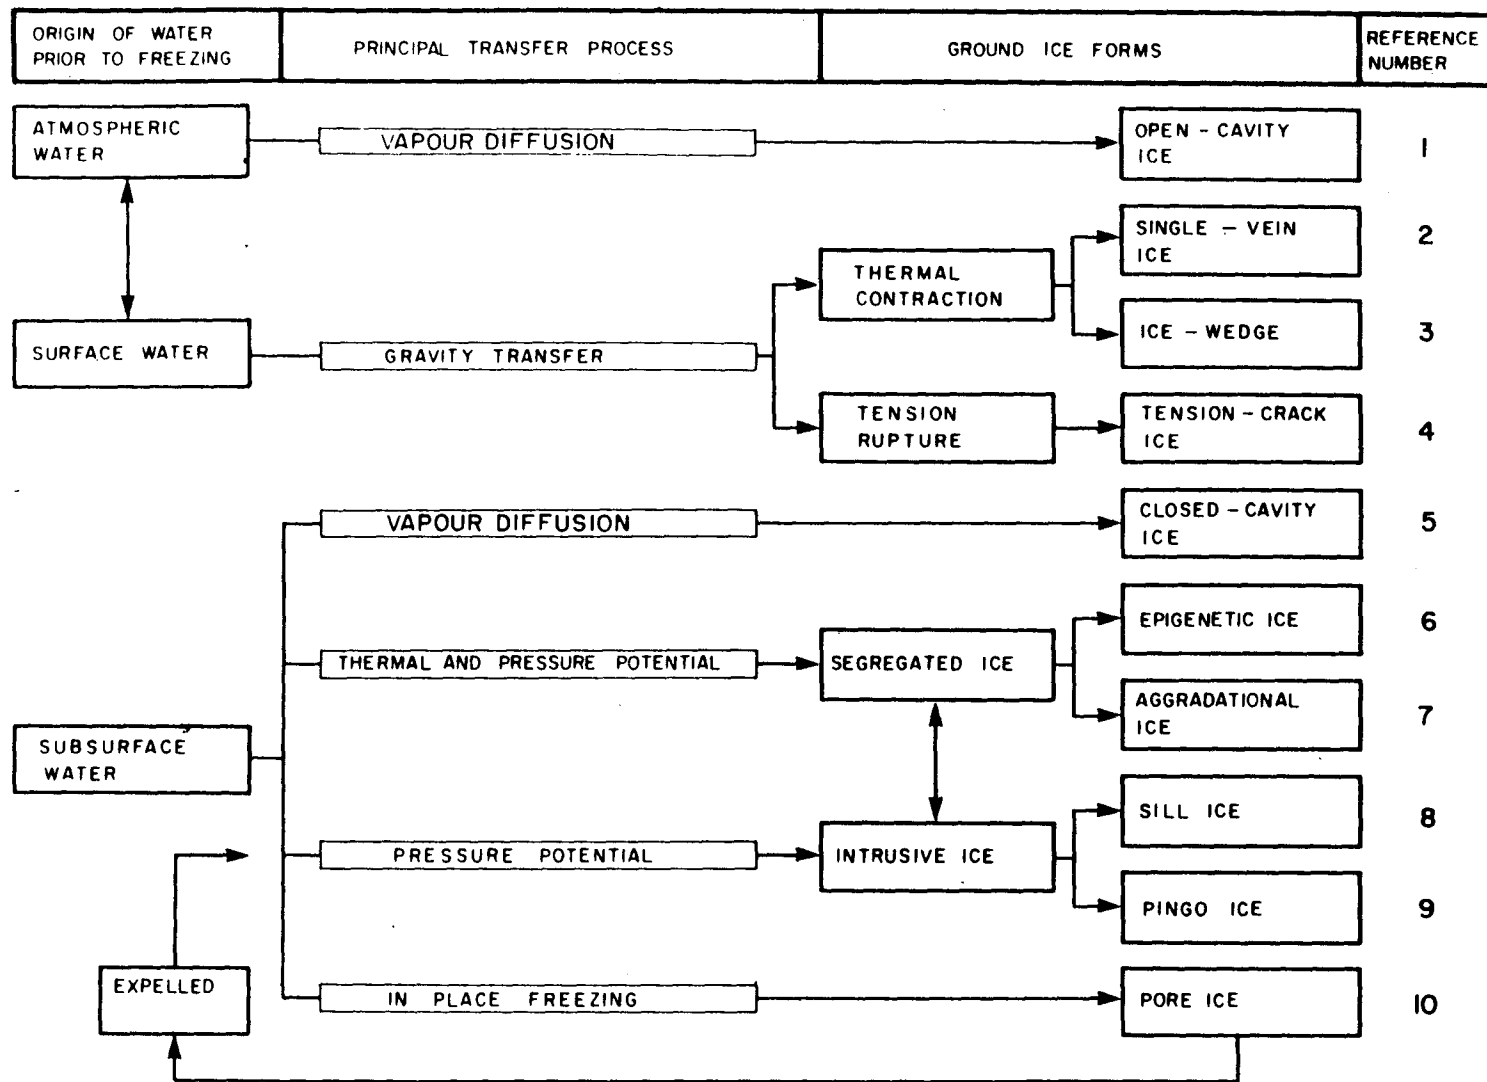 ORIGIN OF WATER
PRIOR TO FREEZING
PRINCIPAL TRANSFER PROCESS
GROUND ICE FORMS
REFERENCE
NUMBER
ATMOSPHERIC
WATER
VAPOUR DIFFUSION
OPEN - CAVITY
ICE
1
SINGLE - VEIN
ICE
2
THERMAL
CONTRACTION
ICE - WEDGE
3
SURFACE WATER
GRAVITY TRANSFER
TENSION
RUPTURE
TENSION - CRACK
ICE
4
VAPOUR DIFFUSION
CLOSED - CAVITY
ICE
5
EPIGENETIC ICE
6
THERMAL AND PRESSURE POTENTIAL
SEGREGATED ICE
AGGRADATIONAL
ICE
7
SUBSURFACE
WATER
SILL ICE
8
PRESSURE POTENTIAL
INTRUSIVE ICE
PINGO ICE
9
EXPELLED
IN PLACE FREEZING
PORE ICE
10